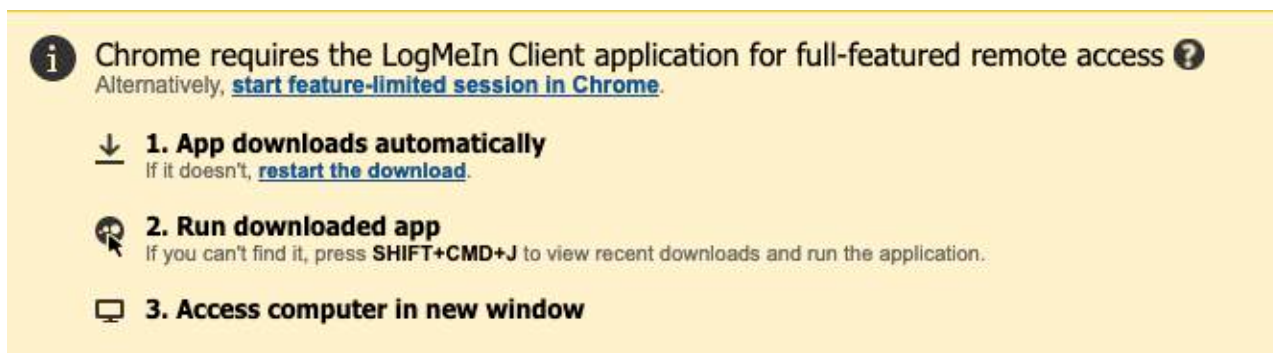 Chrome requires the LogMeIn Client application for full-featured remote access ?
Alternatively, start feature-limited session in Chrome.
1. App downloads automatically
If it doesn't, restart the download.
2. Run downloaded app
If you can't find it, press SHIFT+CMD+J to view recent downloads and run the application.
3. Access computer in new window